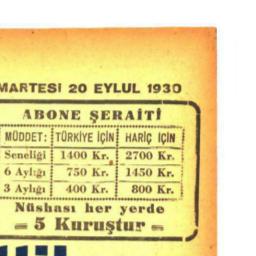 MARTESİ 20 EYLUL 1930
ABONE ŞERAİTİ
MÜDDET: TÜRKİYE İÇİN HARİÇ İÇİN
Seneliği 1400 Kr. 2700 Kr.
6 Aylığı 750 Kr. 1450 Kr.
3 Aylığı 400 Kr. 800 Kr.
Nüshası her yerde
5 Kuruştur